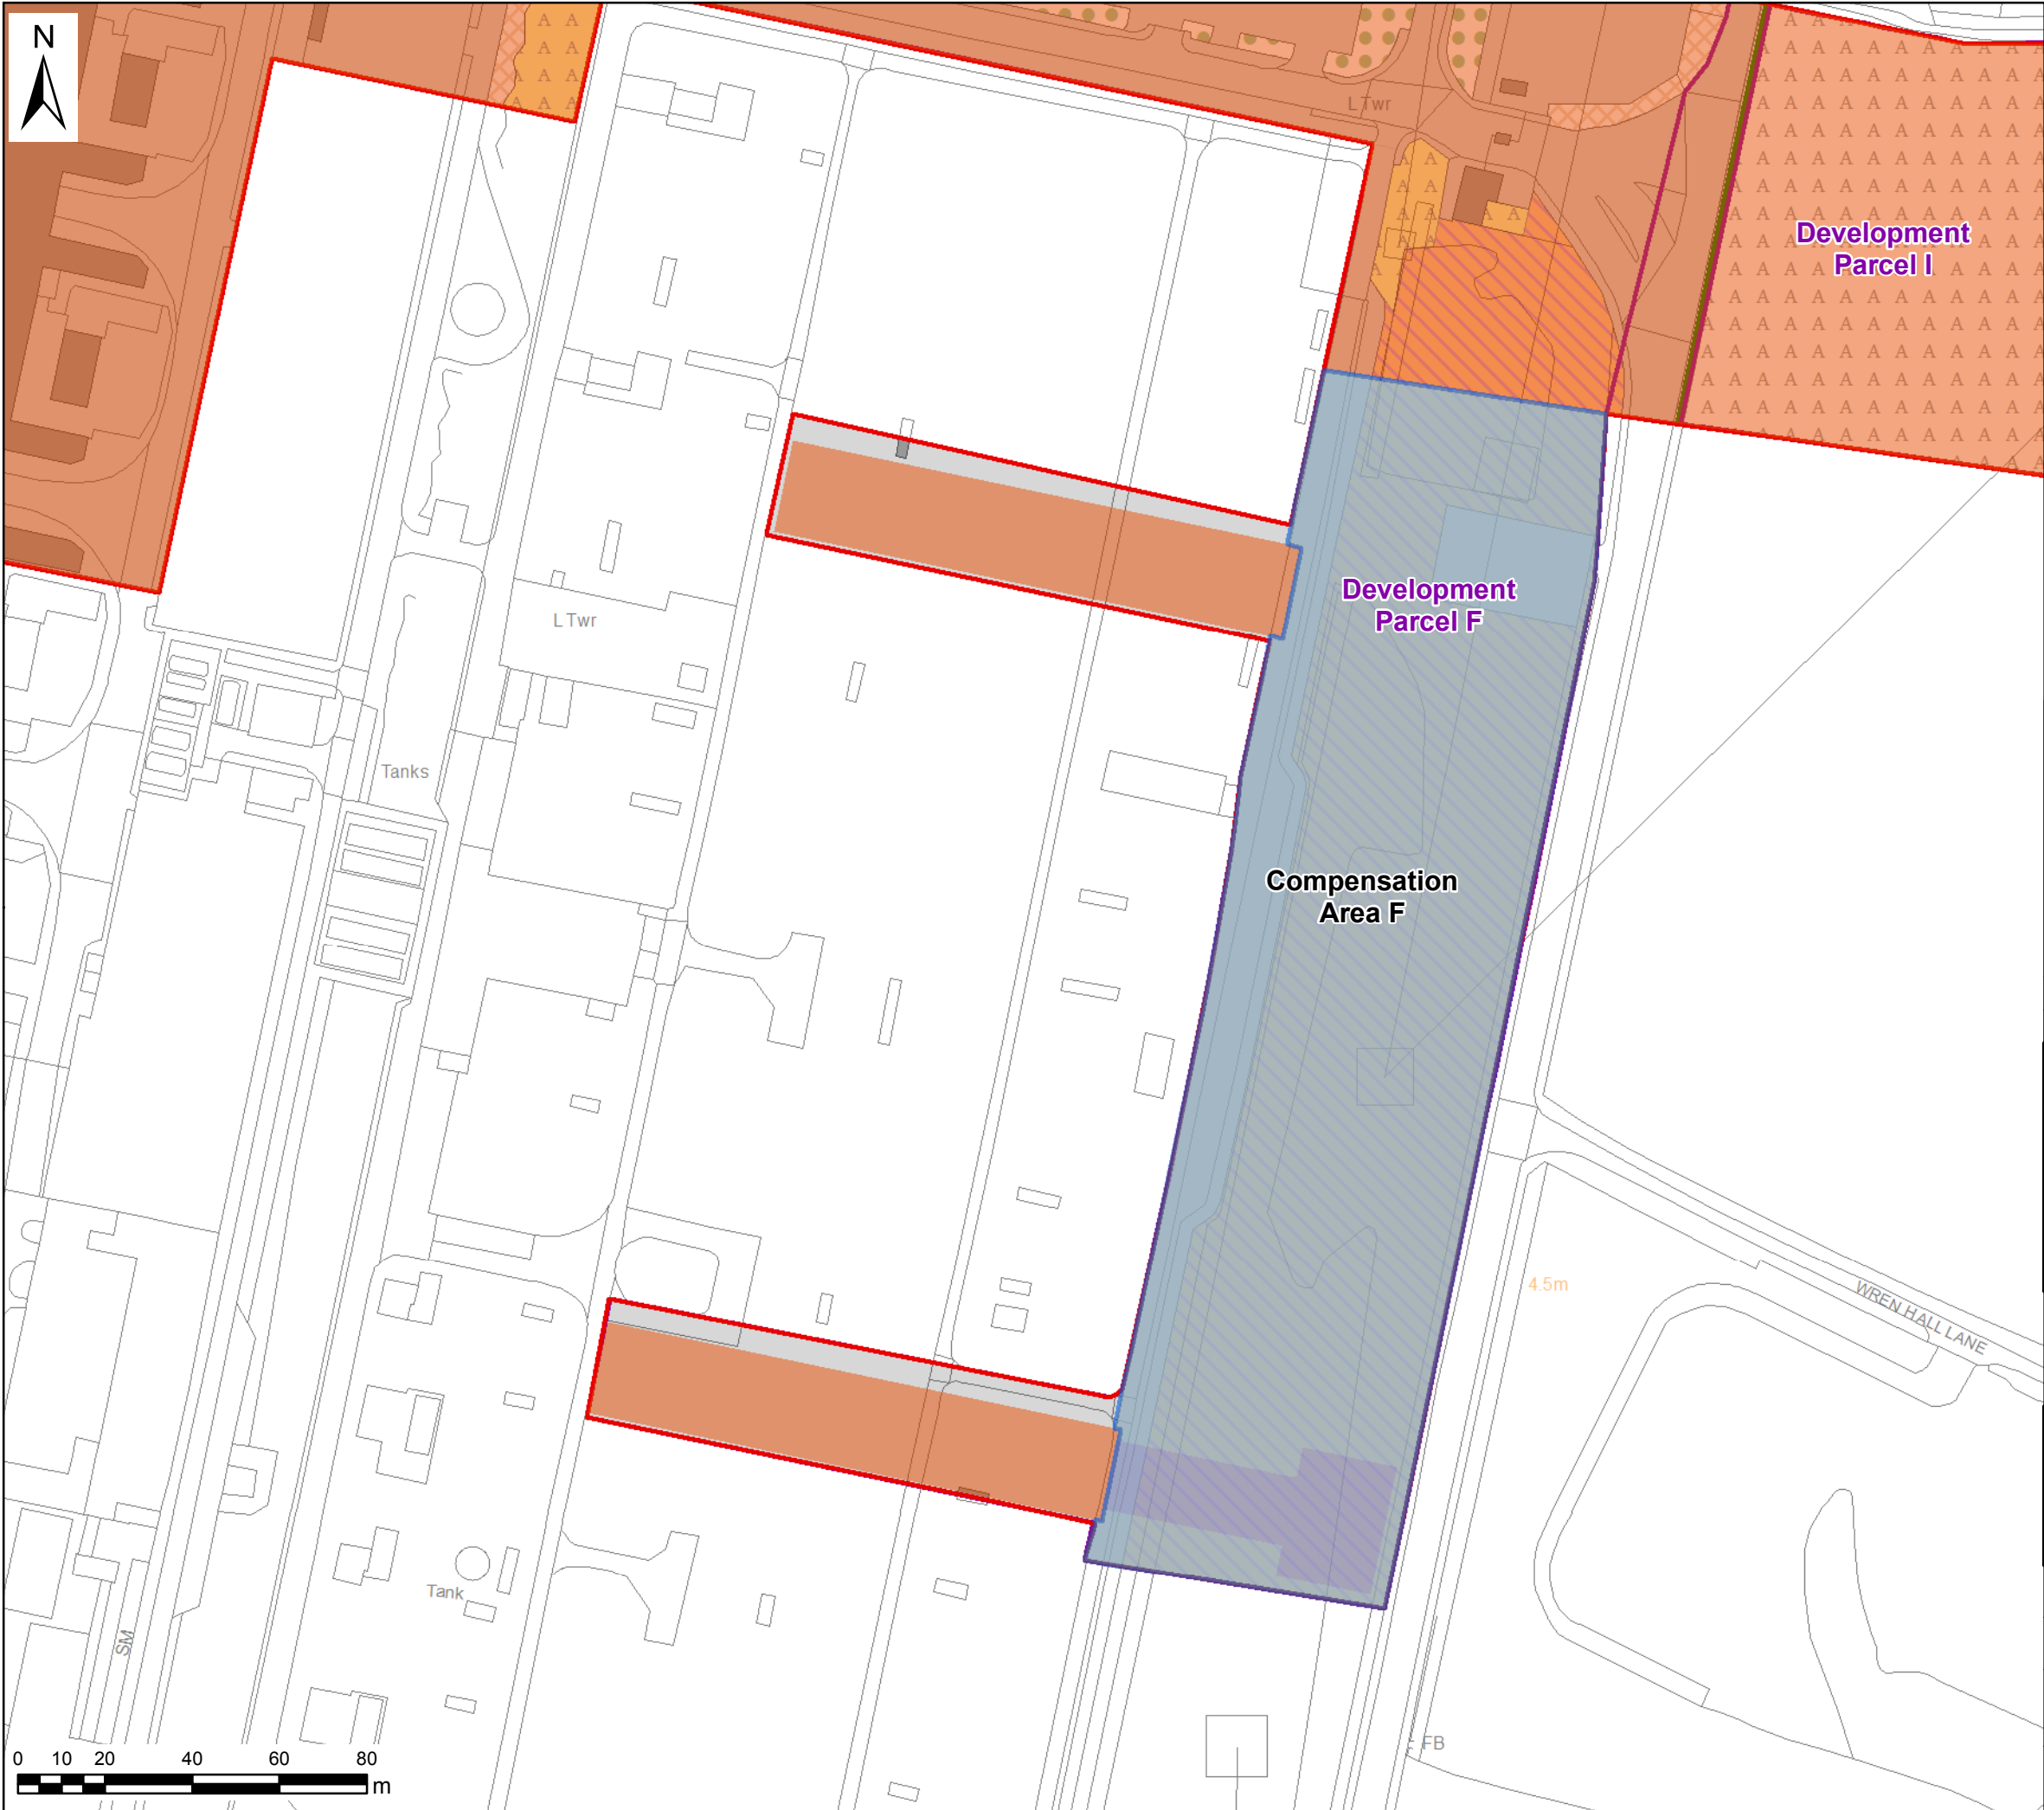 N
L Twr
Development
Parcel I
Development
Parcel F
L Twr
Tanks
Compensation
Area F
4.5m
WREN HALL LANE
Tank
SM
FB
0 10 20 40 60 80
m